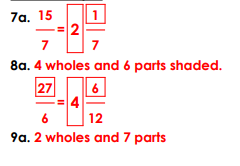 7a. 15/7 = 2 1/7
8a. 4 wholes and 6 parts shaded.
27/6 = 4 6/12
9a. 2 wholes and 7 parts